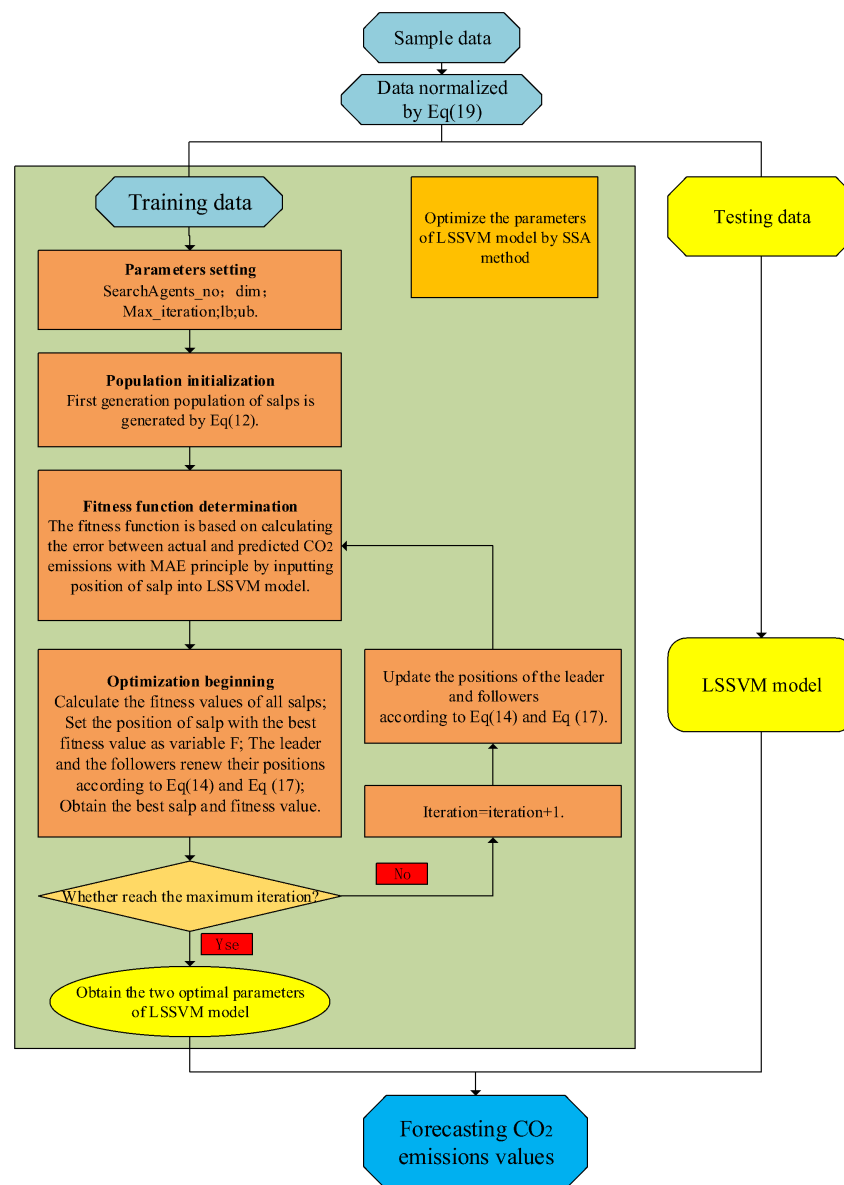 Sample data
Data normalized
by Eq(19)
Training data
Optimize the parameters
of LSSVM model by SSA
method
Testing data
Parameters setting
SearchAgents_no；dim；
Max_iteration;lb;ub.
Population initialization
First generation population of salps is
generated by Eq(12).
Fitness function determination
The fitness function is based on calculating
the error between actual and predicted CO2
emissions with MAE principle by inputting
position of salp into LSSVM model.
Optimization beginning
Calculate the fitness values of all salps;
Set the position of salp with the best
fitness value as variable F; The leader
and the followers renew their positions
according to Eq(14) and Eq (17);
Obtain the best salp and fitness value.
Update the positions of the leader
and followers
according to Eq(14) and Eq (17).
LSSVM model
Iteration=iteration+1.
Whether reach the maximum iteration?
No
Yse
Obtain the two optimal parameters
of LSSVM model
Forecasting CO2
emissions values